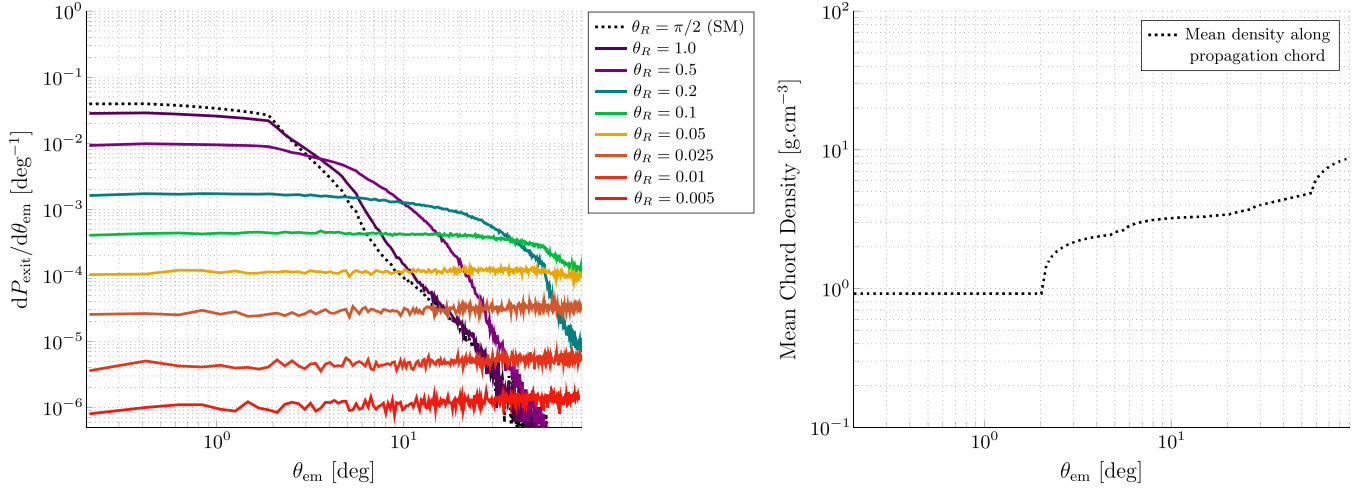 10^0
10^{-1}
10^{-2}
10^{-3}
10^{-4}
10^{-5}
10^{-6}
dP_exit/dθ_em [deg^{-1}]
10^0
10^1
θ_em [deg]
θ_R = π/2 (SM)
θ_R = 1.0
θ_R = 0.5
θ_R = 0.2
θ_R = 0.1
θ_R = 0.05
θ_R = 0.025
θ_R = 0.01
θ_R = 0.005
10^2
10^1
10^0
10^{-1}
Mean Chord Density [g.cm^{-3}]
10^0
10^1
θ_em [deg]
Mean density along
propagation chord